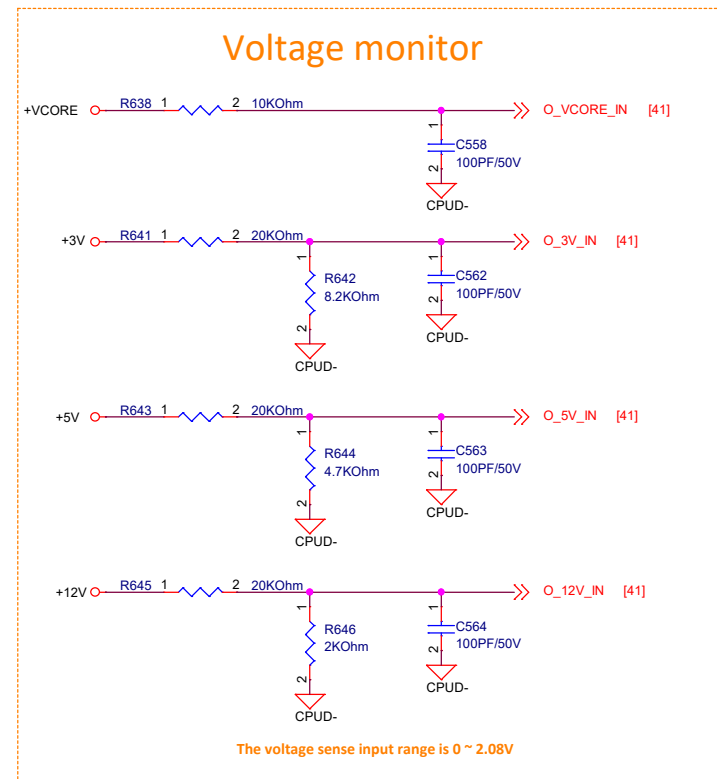 Voltage monitor
+VCORE R638 1 2 10KOhm O_VCORE_IN [41]
1
C558
100PF/50V
2
CPUD-
+3V R641 1 2 20KOhm O_3V_IN [41]
1 1
R642 C562
8.2KOhm 100PF/50V
2 2
CPUD- CPUD-
+5V R643 1 2 20KOhm O_5V_IN [41]
1 1
R644 C563
4.7KOhm 100PF/50V
2 2
CPUD- CPUD-
+12V R645 1 2 20KOhm O_12V_IN [41]
1 1
R646 C564
2KOhm 100PF/50V
2 2
CPUD- CPUD-
The voltage sense input range is 0 ~ 2.08V